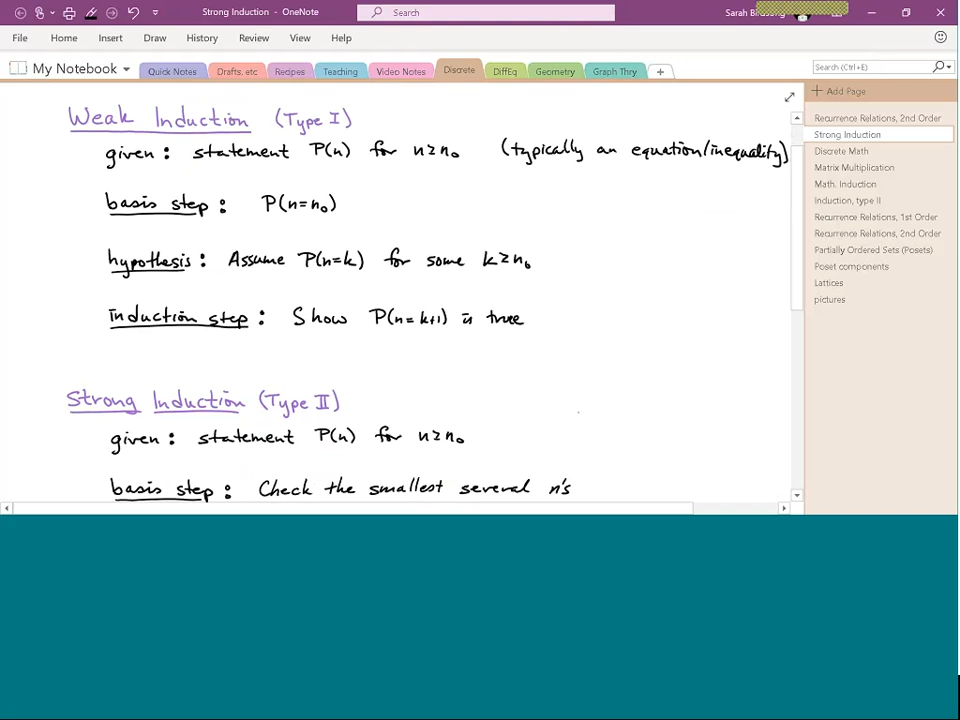 Strong Induction - OneNote
Search
File Home Insert Draw History Review View Help
My Notebook
Quick Notes Drafts, etc Recipes Teaching Video Notes Discrete DiffEq Geometry Graph Thry
Search (Ctrl+E)
Add Page
Recurrence Relations, 2nd Order
Strong Induction
Discrete Math
Matrix Multiplication
Math. Induction
Induction, type II
Recurrence Relations, 1st Order
Recurrence Relations, 2nd Order
Partially Ordered Sets (Posets)
Poset components
Lattices
pictures
Weak Induction (Type I)
given: statement P(n) for n≥n₀ (typically an equation/inequality)
basis step: P(n=n₀)
hypothesis: Assume P(n=k) for some k≥n₀
induction step: Show P(n=k+1) is true
Strong Induction (Type II)
given: statement P(n) for n≥n₀
basis step: Check the smallest several n's